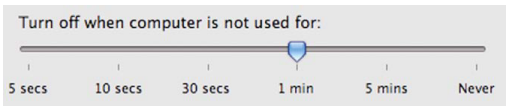 Turn off when computer is not used for:
5 secs 10 secs 30 secs 1 min 5 mins Never